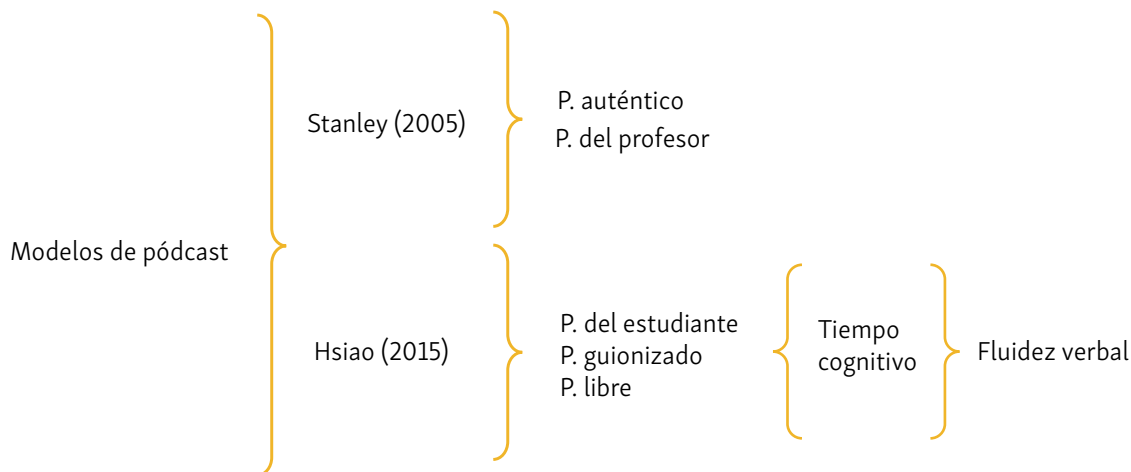 Modelos de pódcast
Stanley (2005)
P. auténtico
P. del profesor
Hsiao (2015)
P. del estudiante
P. guionizado
P. libre
Tiempo
cognitivo
Fluidez verbal